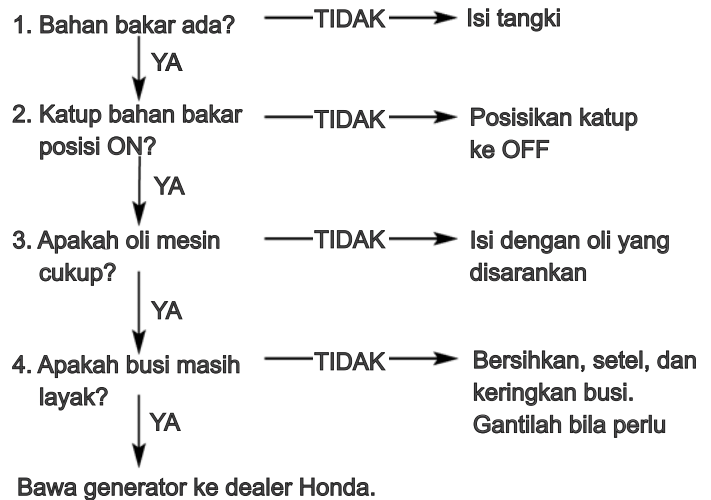 1. Bahan bakar ada? TIDAK Isi tangki
YA
2. Katup bahan bakar TIDAK Posisikan katup
posisi ON? ke OFF
YA
3. Apakah oli mesin TIDAK Isi dengan oli yang
cukup? disarankan
YA
4. Apakah busi masih TIDAK Bersihkan, setel, dan
layak? keringkan busi.
YA Gantilah bila perlu
Bawa generator ke dealer Honda.